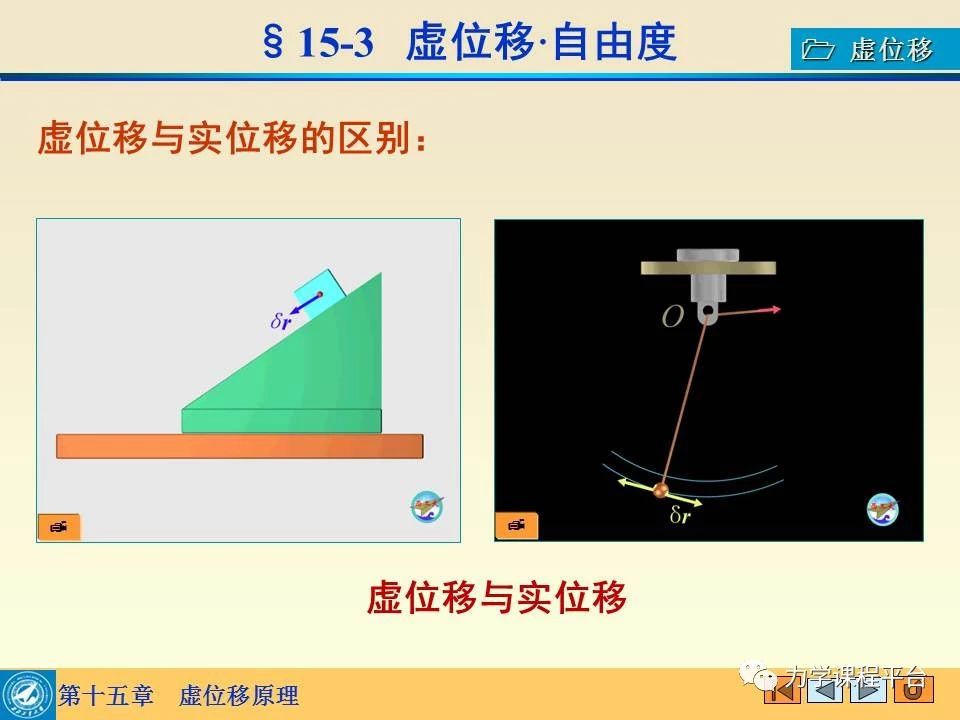 §15-3 虚位移·自由度
虚位移
虚位移与实位移的区别：
δr
O
δr
虚位移与实位移
第十五章 虚位移原理
力学课程平台